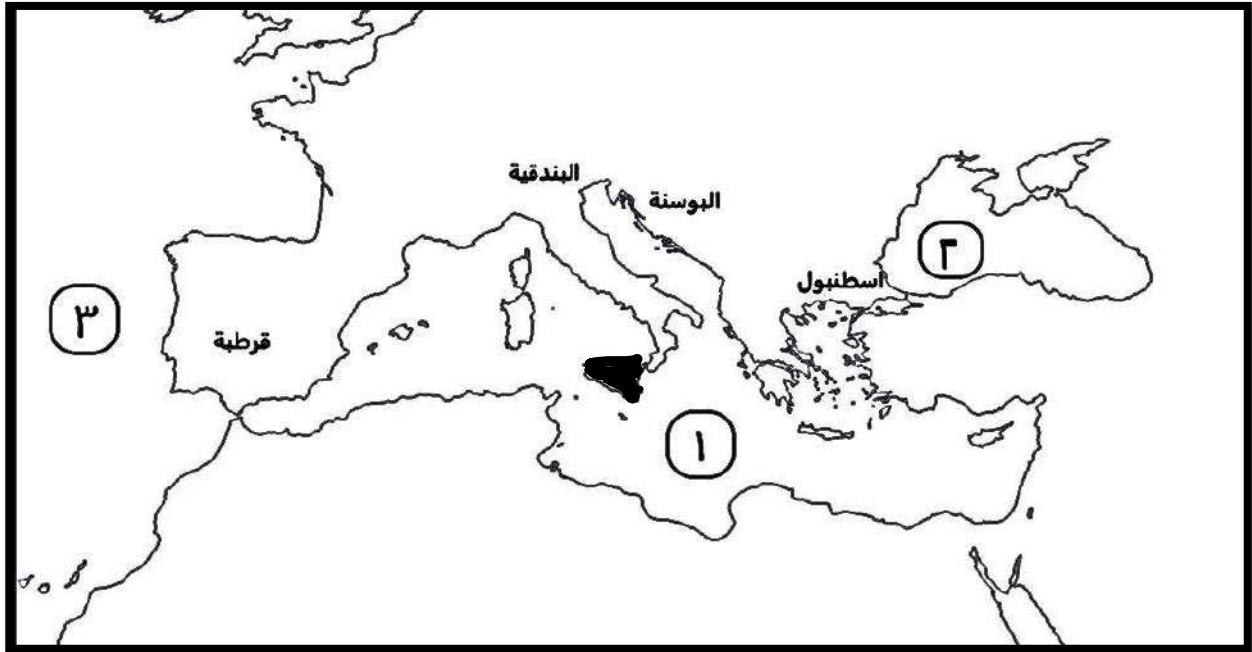 البندقية
البوسنة
٢
اسطنبول
٣
قرطبة
١